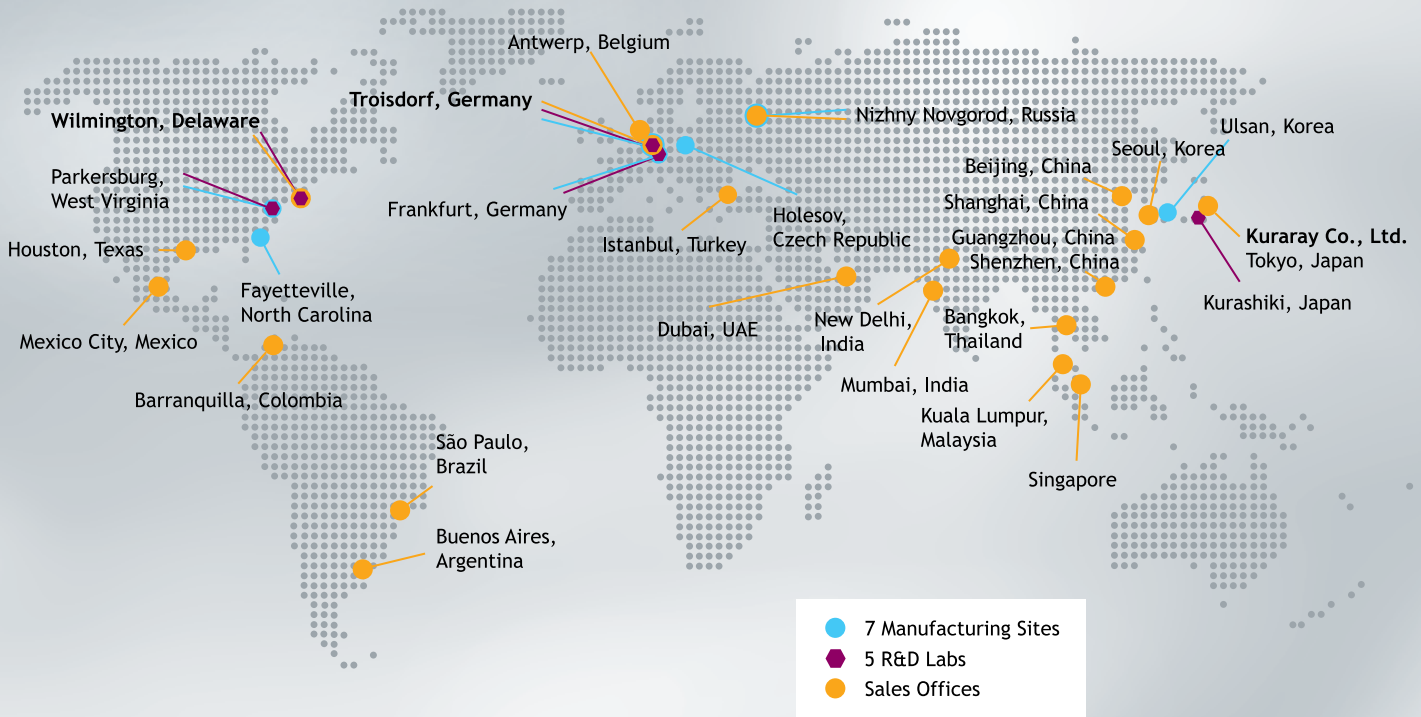 Antwerp, Belgium
Troisdorf, Germany
Wilmington, Delaware
Nizhny Novgorod, Russia
Ulsan, Korea
Seoul, Korea
Beijing, China
Parkersburg,
West Virginia
Shanghai, China
Frankfurt, Germany
Holesov,
Czech Republic
Istanbul, Turkey
Guangzhou, China
Shenzhen, China
Kuraray Co., Ltd.
Tokyo, Japan
Houston, Texas
Fayetteville,
North Carolina
Kurashiki, Japan
Mexico City, Mexico
Dubai, UAE
New Delhi,
India
Bangkok,
Thailand
Mumbai, India
Barranquilla, Colombia
Kuala Lumpur,
Malaysia
São Paulo,
Brazil
Singapore
Buenos Aires,
Argentina
7 Manufacturing Sites
5 R&D Labs
Sales Offices